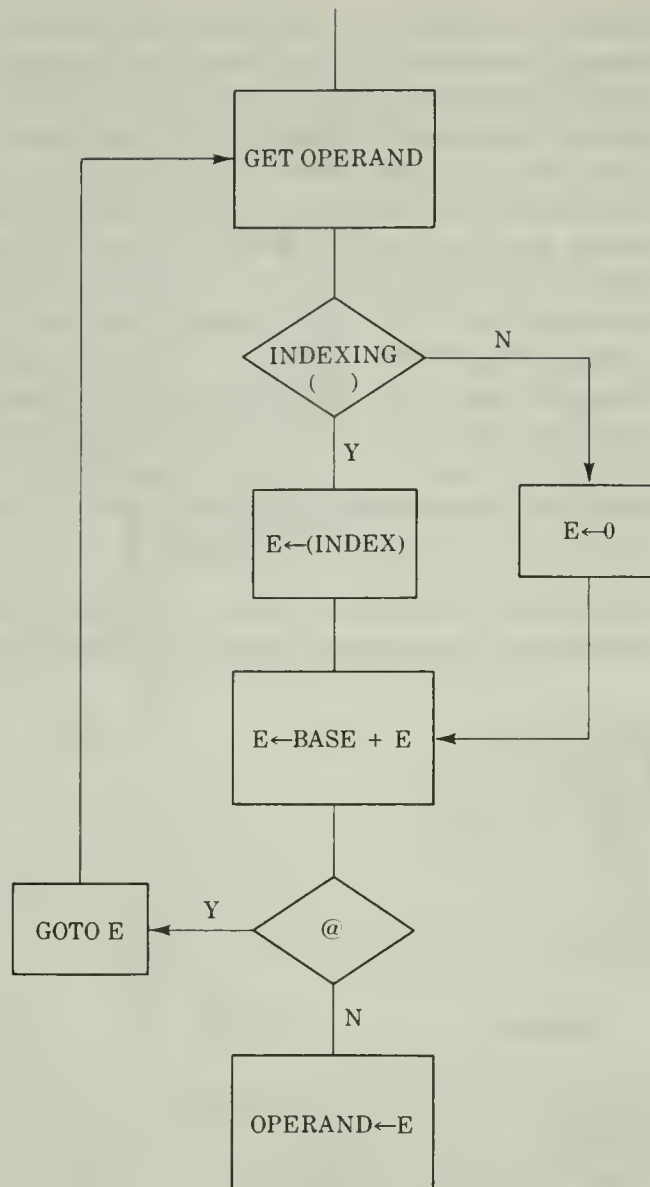 GET OPERAND
INDEXING
( )
N
Y
E←(INDEX)
E←0
E←BASE + E
GOTO E
Y
@
N
OPERAND←E